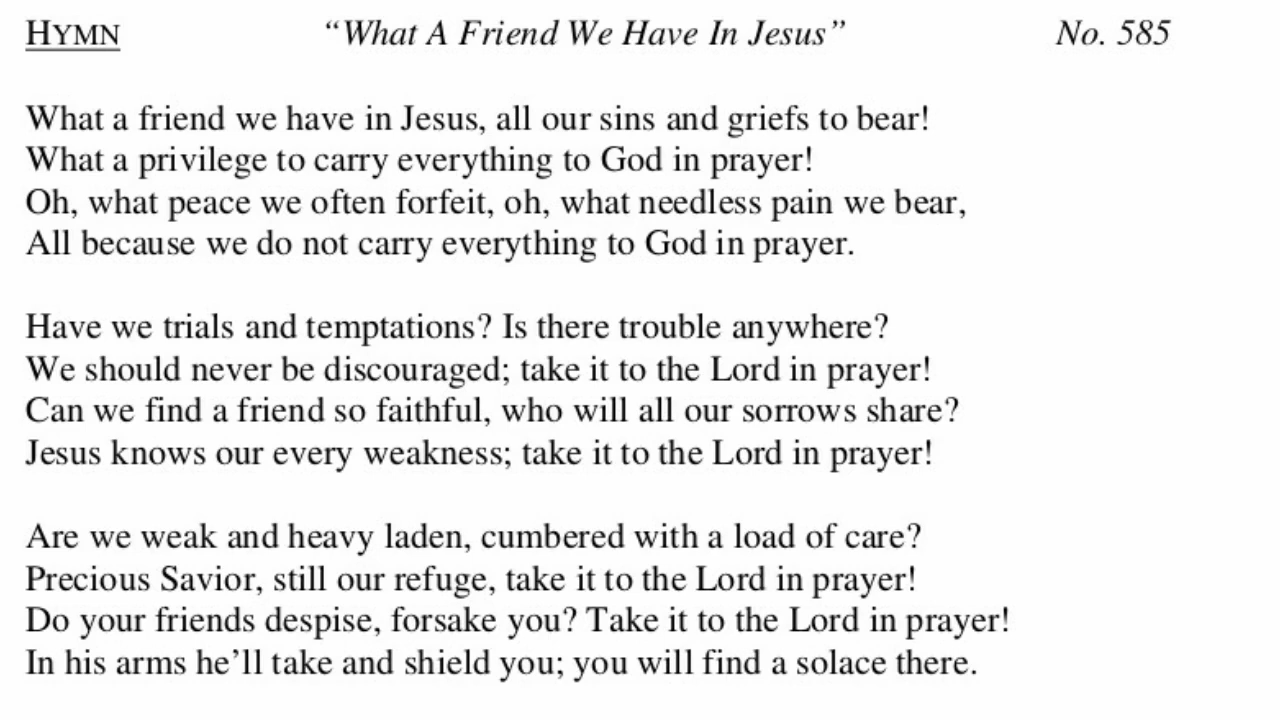 HYMN “What A Friend We Have In Jesus” No. 585
What a friend we have in Jesus, all our sins and griefs to bear!
What a privilege to carry everything to God in prayer!
Oh, what peace we often forfeit, oh, what needless pain we bear,
All because we do not carry everything to God in prayer.
Have we trials and temptations? Is there trouble anywhere?
We should never be discouraged; take it to the Lord in prayer!
Can we find a friend so faithful, who will all our sorrows share?
Jesus knows our every weakness; take it to the Lord in prayer!
Are we weak and heavy laden, cumbered with a load of care?
Precious Savior, still our refuge, take it to the Lord in prayer!
Do your friends despise, forsake you? Take it to the Lord in prayer!
In his arms he’ll take and shield you; you will find a solace there.